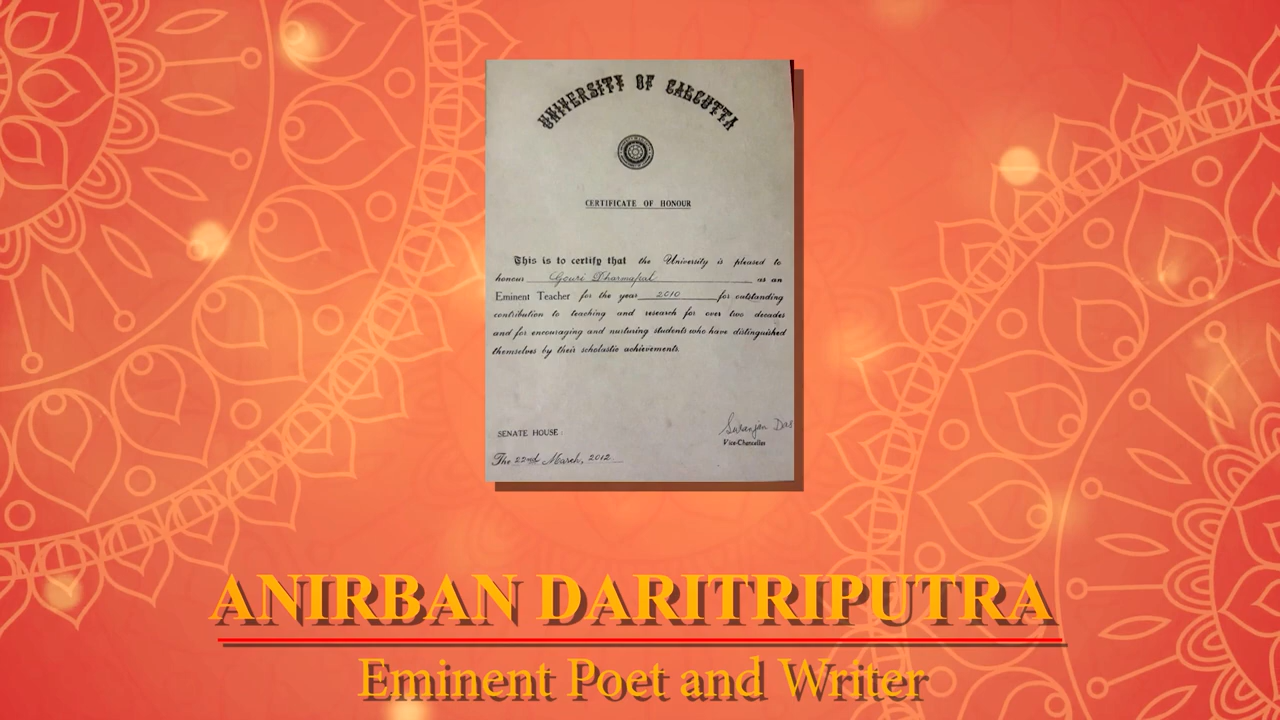 UNIVERSITY OF CALCUTTA
CERTIFICATE OF HONOUR
This is to certify that the University is pleased to
honour Gouri Dharmapal as an
Eminent Teacher for the year 2010 for outstanding
contribution to teaching and research for over two decades
and for encouraging and nurturing students who have distinguished
themselves by their scholastic achievements.
Suranjan Das
SENATE HOUSE :
Vice-Chancellor
The 22nd March, 2012
ANIRBAN DARITRIPUTRA
Eminent Poet and Writer